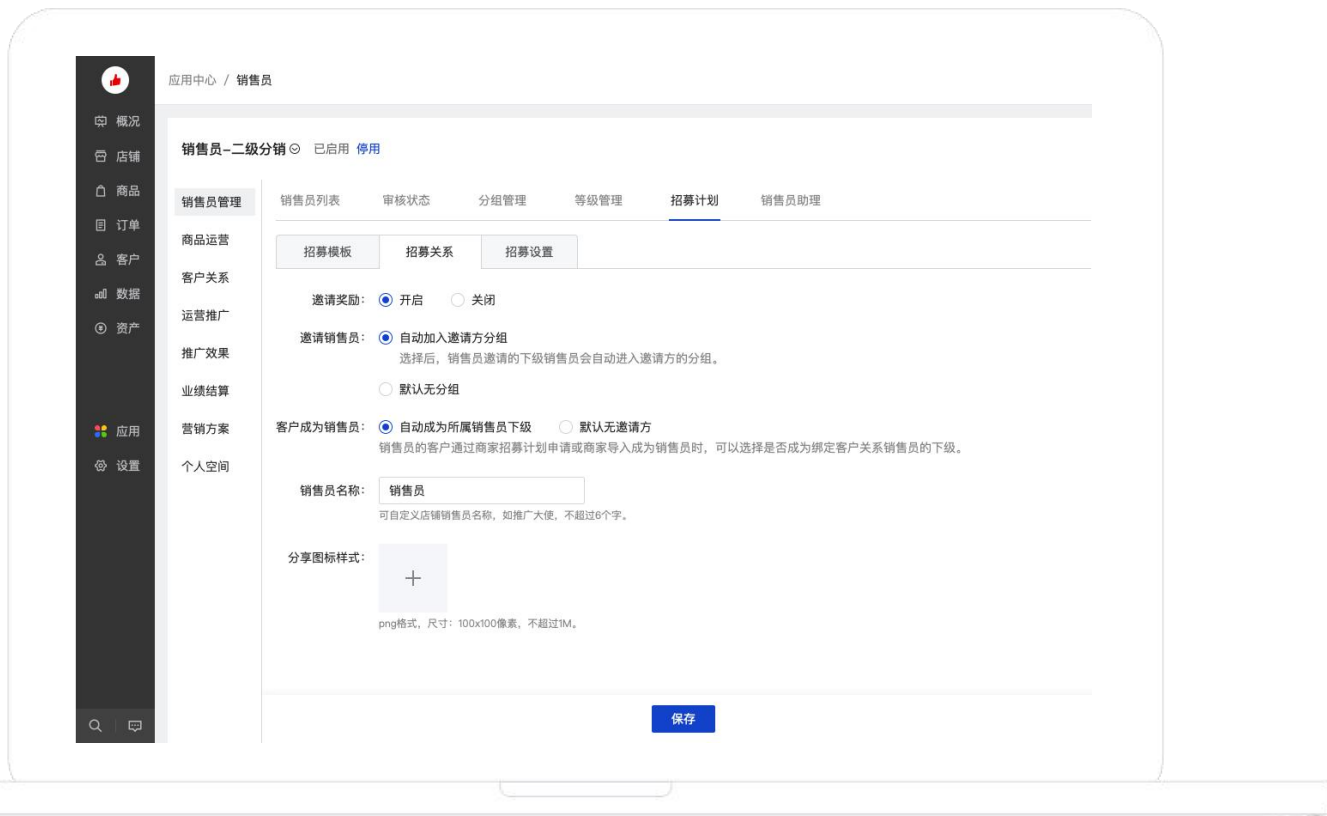 应用中心 / 销售员
概况
店铺
商品
订单
客户
数据
资产
应用
设置
销售员-二级分销 已启用 停用
销售员管理
商品运营
客户关系
运营推广
推广效果
业绩结算
营销方案
个人空间
销售员列表 审核状态 分组管理 等级管理 招募计划 销售员助理
招募模板 招募关系 招募设置
邀请奖励: 开启 关闭
邀请销售员: 自动加入邀请方分组
选择后，销售员邀请的下级销售员会自动进入邀请方的分组。
默认无分组
客户成为销售员: 自动成为所属销售员下级 默认无邀请方
销售员的客户通过商家招募计划申请或商家导入成为销售员时，可以选择是否成为绑定客户关系销售员的下级。
销售员名称: 销售员
可自定义店铺销售员名称，如推广大使，不超过6个字。
分享图标样式:
png格式，尺寸：100x100像素，不超过1M。
保存